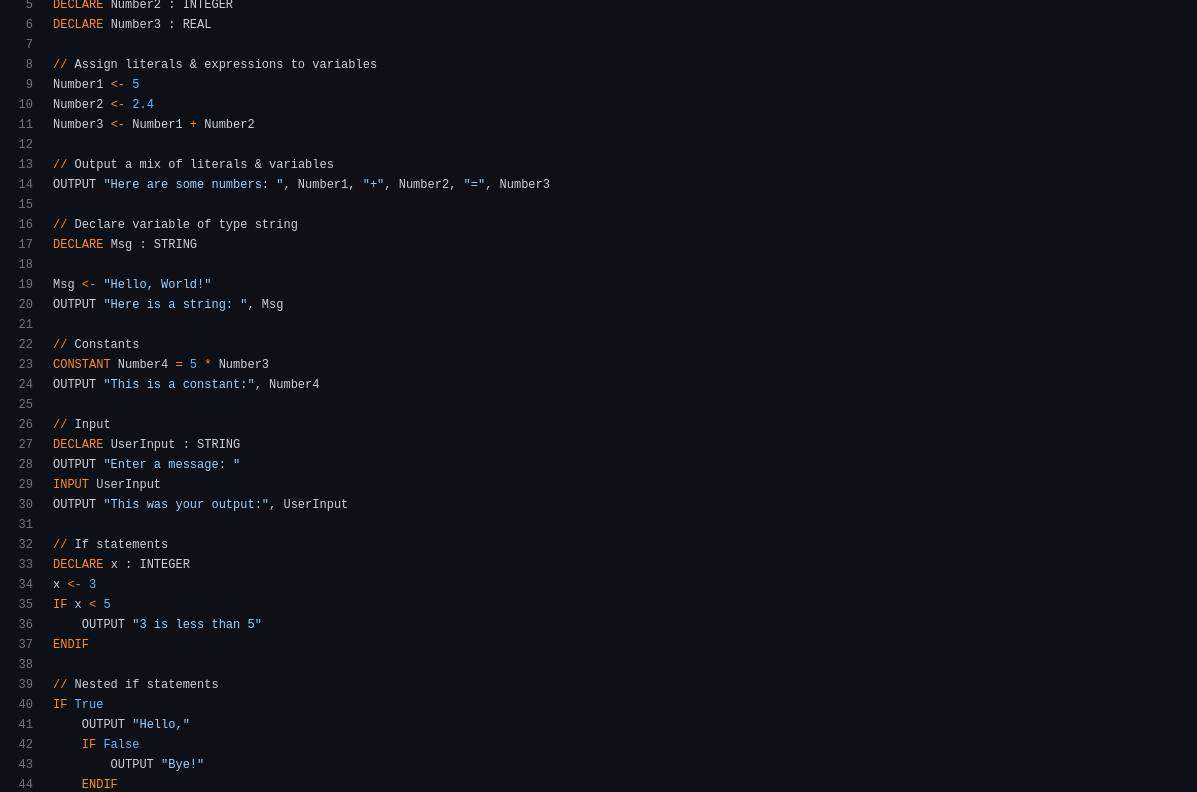 5 DECLARE Number2 : INTEGER
6 DECLARE Number3 : REAL
7
8 // Assign literals & expressions to variables
9 Number1 <- 5
10 Number2 <- 2.4
11 Number3 <- Number1 + Number2
12
13 // Output a mix of literals & variables
14 OUTPUT "Here are some numbers: ", Number1, "+", Number2, "=", Number3
15
16 // Declare variable of type string
17 DECLARE Msg : STRING
18
19 Msg <- "Hello, World!"
20 OUTPUT "Here is a string: ", Msg
21
22 // Constants
23 CONSTANT Number4 = 5 * Number3
24 OUTPUT "This is a constant:", Number4
25
26 // Input
27 DECLARE UserInput : STRING
28 OUTPUT "Enter a message: "
29 INPUT UserInput
30 OUTPUT "This was your output:", UserInput
31
32 // If statements
33 DECLARE x : INTEGER
34 x <- 3
35 IF x < 5
36     OUTPUT "3 is less than 5"
37 ENDIF
38
39 // Nested if statements
40 IF True
41     OUTPUT "Hello,"
42     IF False
43         OUTPUT "Bye!"
44     ENDIF